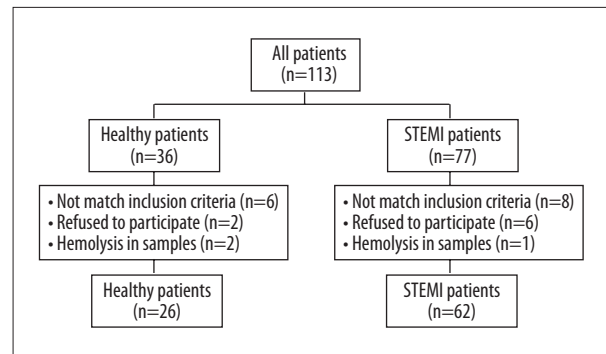 All patients
(n=113)
Healthy patients
(n=36)
STEMI patients
(n=77)
• Not match inclusion criteria (n=6)
• Refused to participate (n=2)
• Hemolysis in samples (n=2)
• Not match inclusion criteria (n=8)
• Refused to participate (n=6)
• Hemolysis in samples (n=1)
Healthy patients
(n=26)
STEMI patients
(n=62)